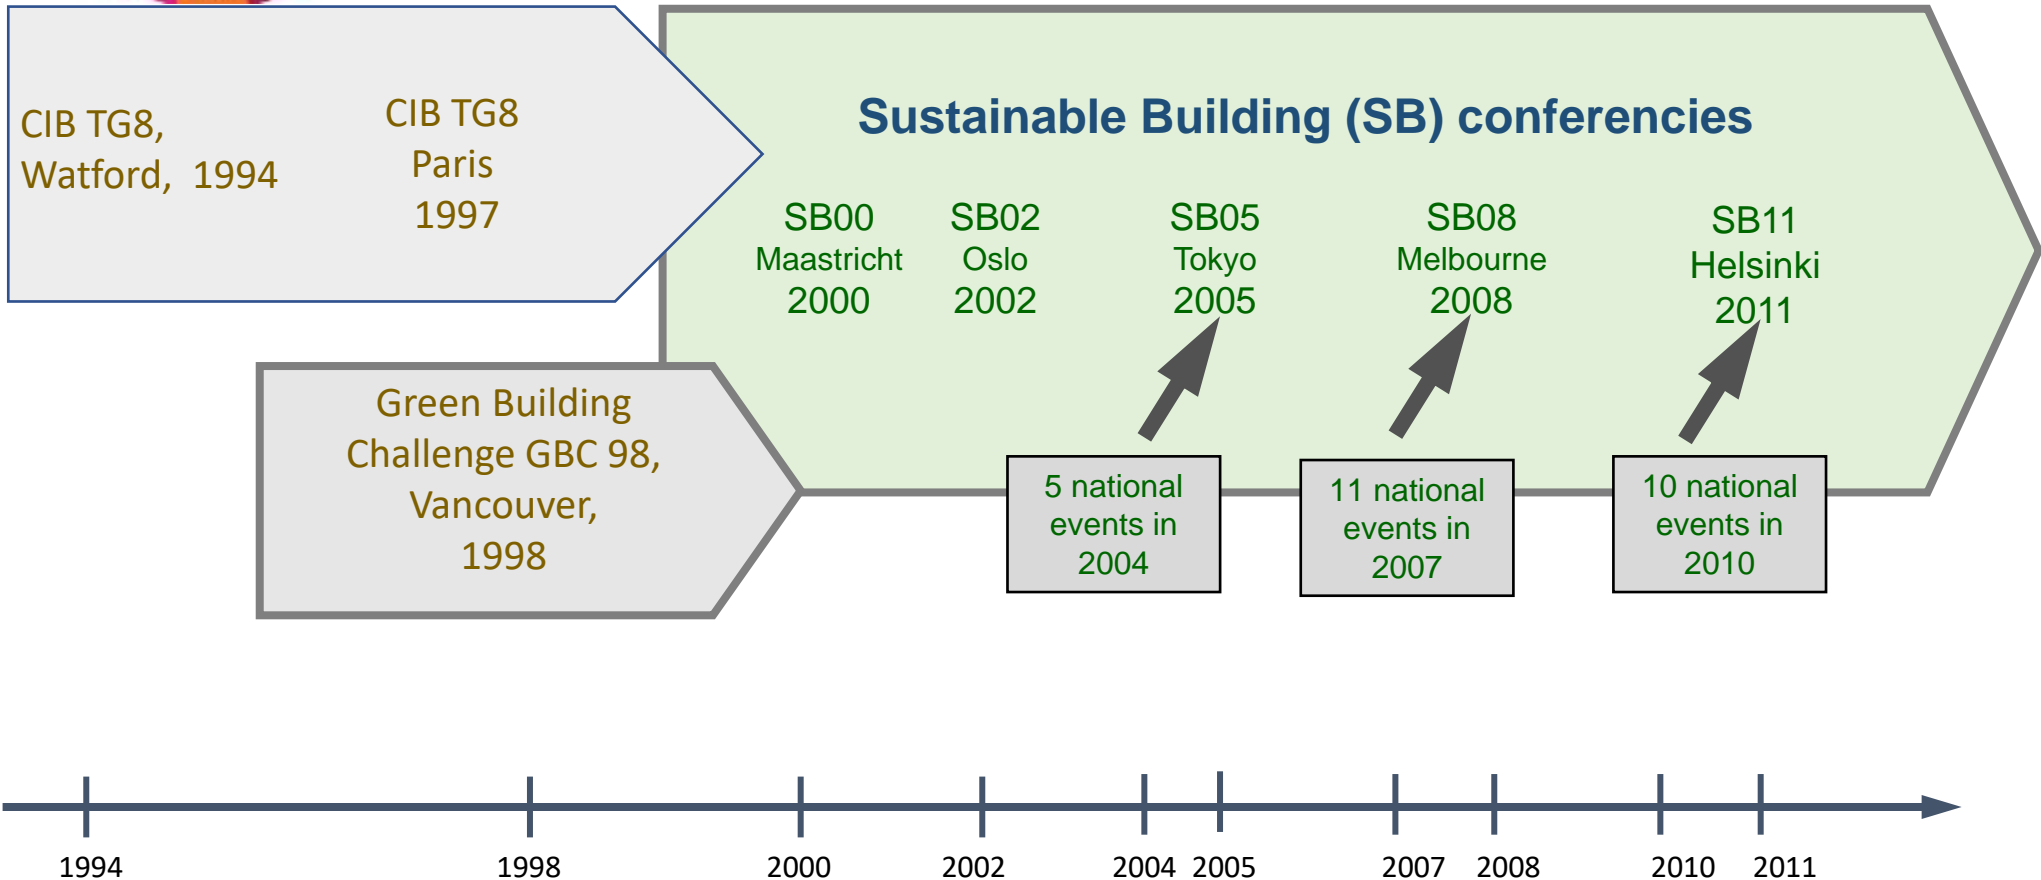 CIB TG8,
Watford, 1994
CIB TG8
Paris
1997
Sustainable Building (SB) conferencies
SB00
Maastricht
2000
SB02
Oslo
2002
SB05
Tokyo
2005
SB08
Melbourne
2008
SB11
Helsinki
2011
Green Building
Challenge GBC 98,
Vancouver,
1998
5 national
events in
2004
11 national
events in
2007
10 national
events in
2010
1994
1998
2000
2002
2004
2005
2007
2008
2010
2011